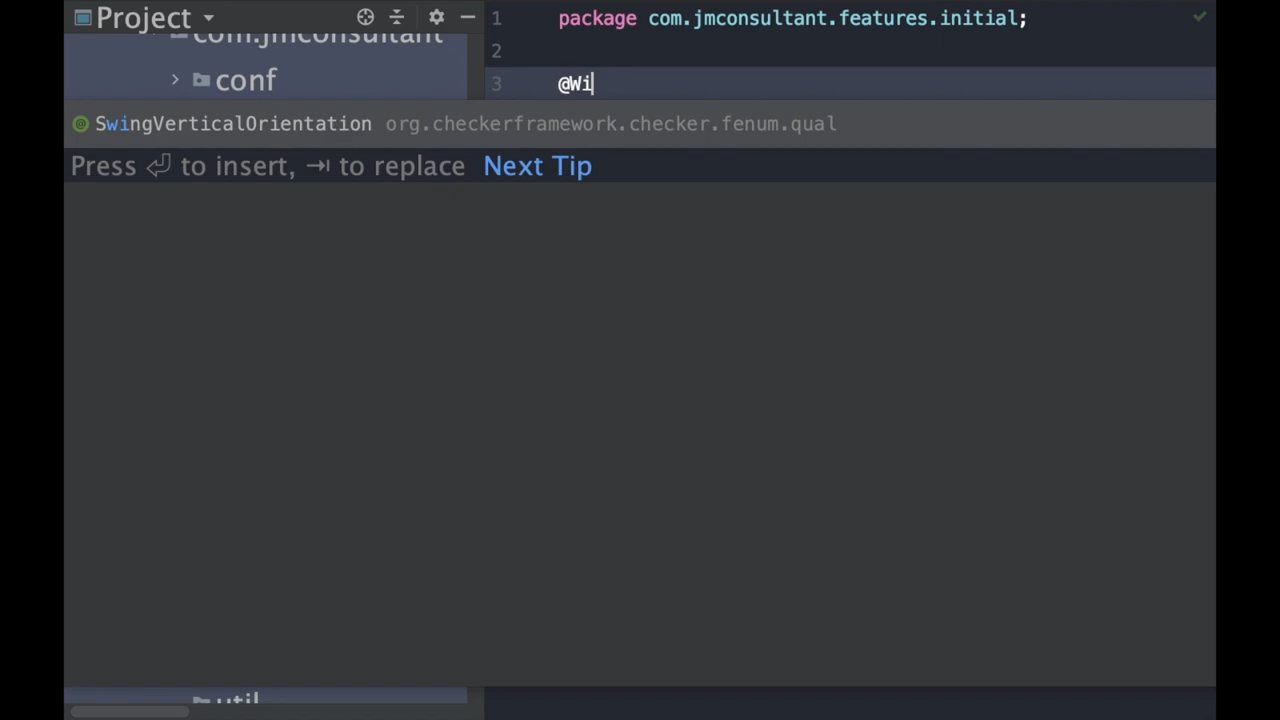 Project
com.jmconsultant
conf
1 package com.jmconsultant.features.initial;
2
3 @Wi
SwingVerticalOrientation org.checkerframework.checker.fenum.qual
Press ⏎ to insert, ⇥ to replace Next Tip
util